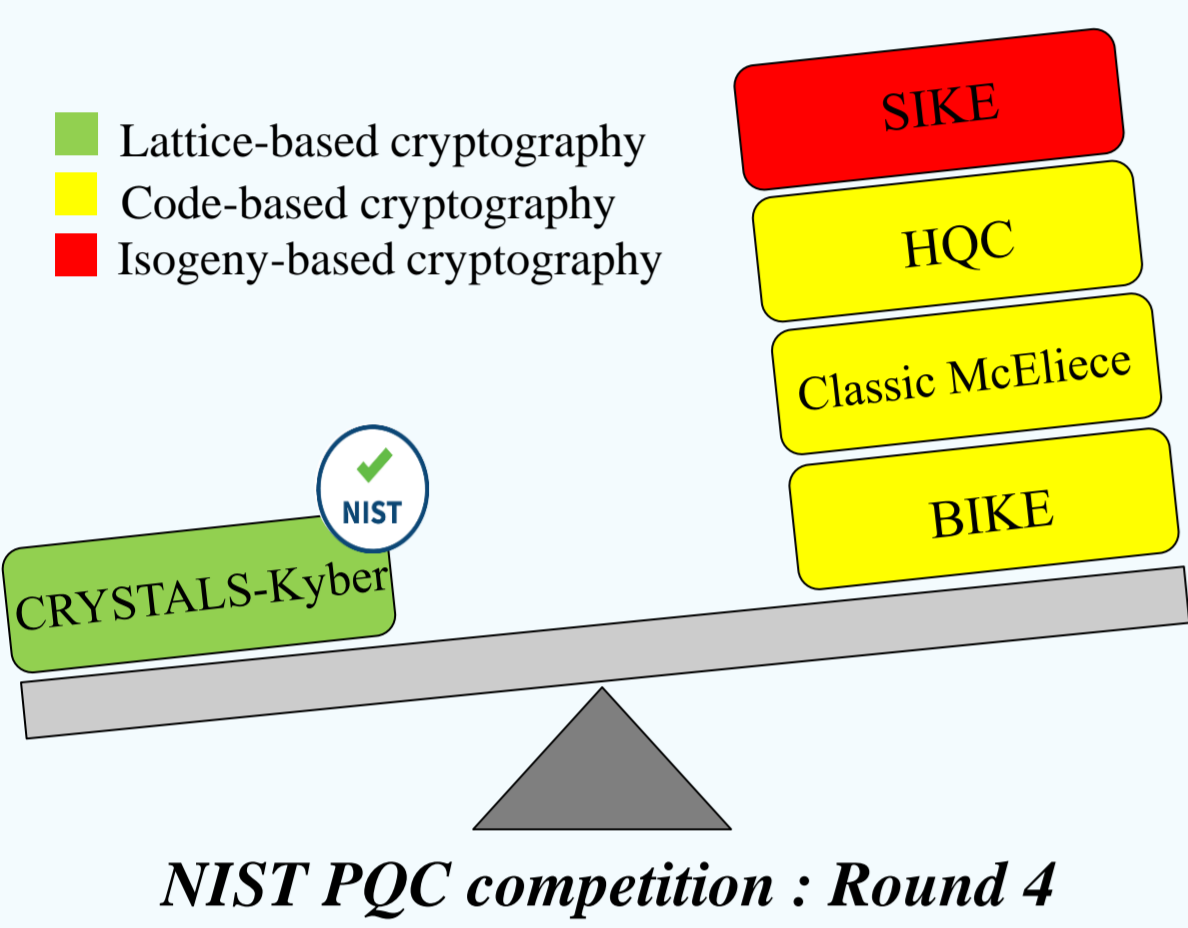 Lattice-based cryptography
Code-based cryptography
Isogeny-based cryptography
SIKE
HQC
Classic McEliece
BIKE
NIST
CRYSTALS-Kyber
NIST PQC competition : Round 4